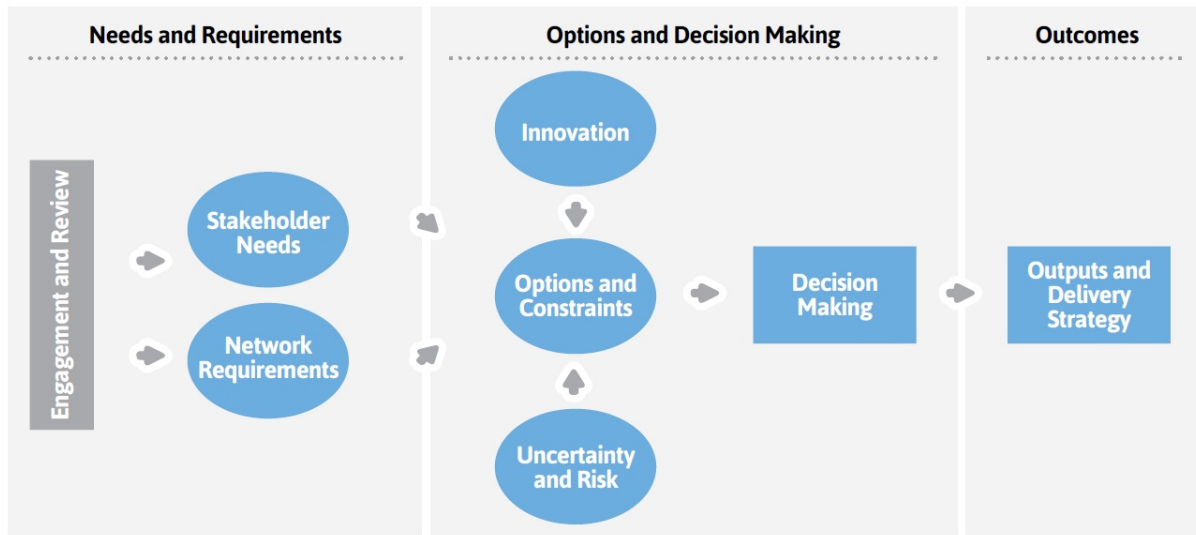 Needs and Requirements
Engagement and Review
Stakeholder
Needs
Network
Requirements
Options and Decision Making
Innovation
Options and
Constraints
Uncertainty
and Risk
Decision
Making
Outcomes
Outputs and
Delivery
Strategy